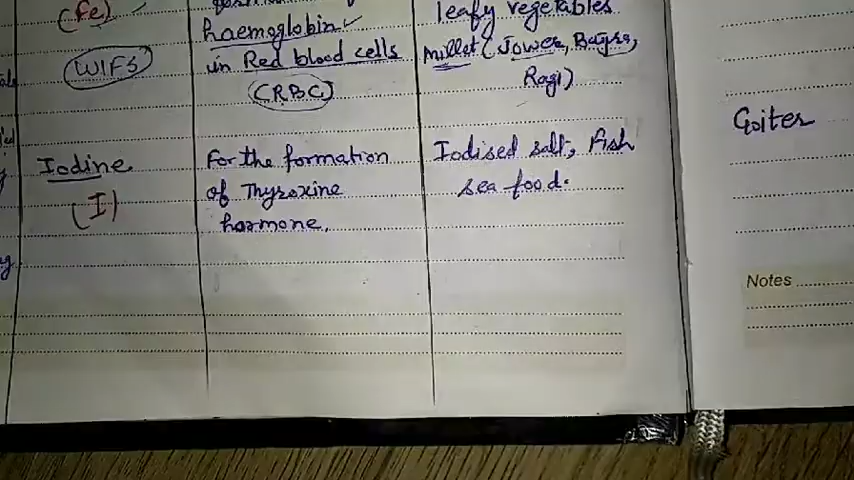 (Fe)
WIFS
haemoglobin
in Red blood cells
(RBC)
leafy vegetables
millet (Jower, Bajra,
Ragi)
Iodine
(I)
For the formation
of Thyroxine
hormone.
Iodised salt, Fish
sea food.
Goiter
Notes